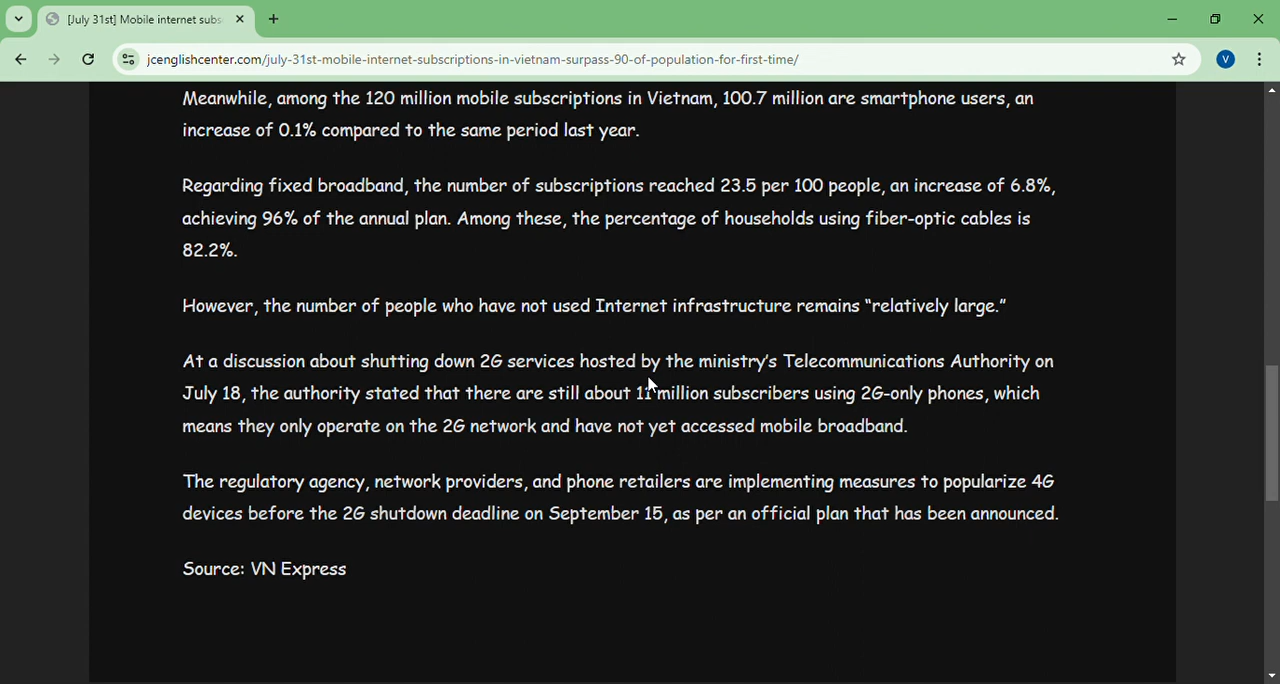 [July 31st] Mobile internet subs
jcenglishcenter.com/july-31st-mobile-internet-subscriptions-in-vietnam-surpass-90-of-population-for-first-time/
V
Meanwhile, among the 120 million mobile subscriptions in Vietnam, 100.7 million are smartphone users, an
increase of 0.1% compared to the same period last year.
Regarding fixed broadband, the number of subscriptions reached 23.5 per 100 people, an increase of 6.8%,
achieving 96% of the annual plan. Among these, the percentage of households using fiber-optic cables is
82.2%.
However, the number of people who have not used Internet infrastructure remains “relatively large.”
At a discussion about shutting down 2G services hosted by the ministry’s Telecommunications Authority on
July 18, the authority stated that there are still about 11 million subscribers using 2G-only phones, which
means they only operate on the 2G network and have not yet accessed mobile broadband.
The regulatory agency, network providers, and phone retailers are implementing measures to popularize 4G
devices before the 2G shutdown deadline on September 15, as per an official plan that has been announced.
Source: VN Express